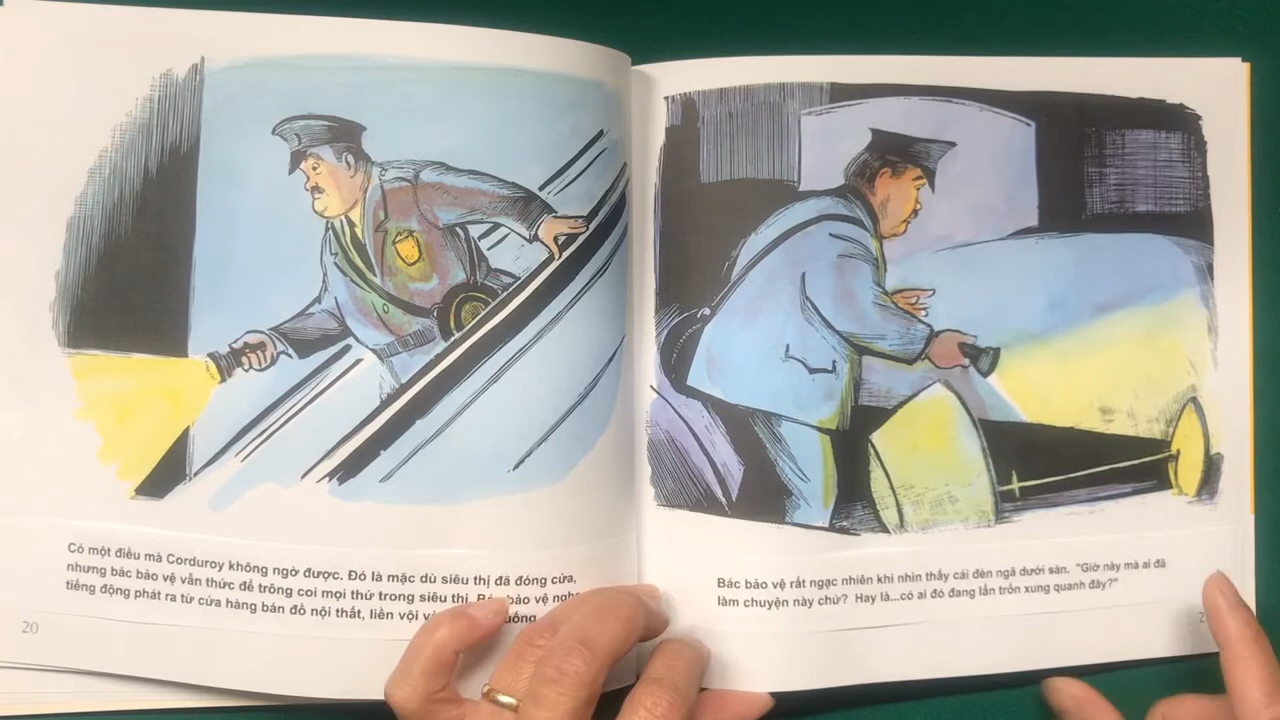 Có một điều mà Corduroy không ngờ được. Đó là mặc dù siêu thị đã đóng cửa,
nhưng bác bảo vệ vẫn thức để trông coi mọi thứ trong siêu thị. bảo vệ
tiếng động phát ra từ cửa hàng bán đồ nội thất, liền vội
20
Bác bảo vệ rất ngạc nhiên khi nhìn thấy cái đèn ngã dưới sàn. "Giờ này mà ai đã
làm chuyện này chứ? Hay là...có ai đó đang lẩn trốn xung quanh đây?"